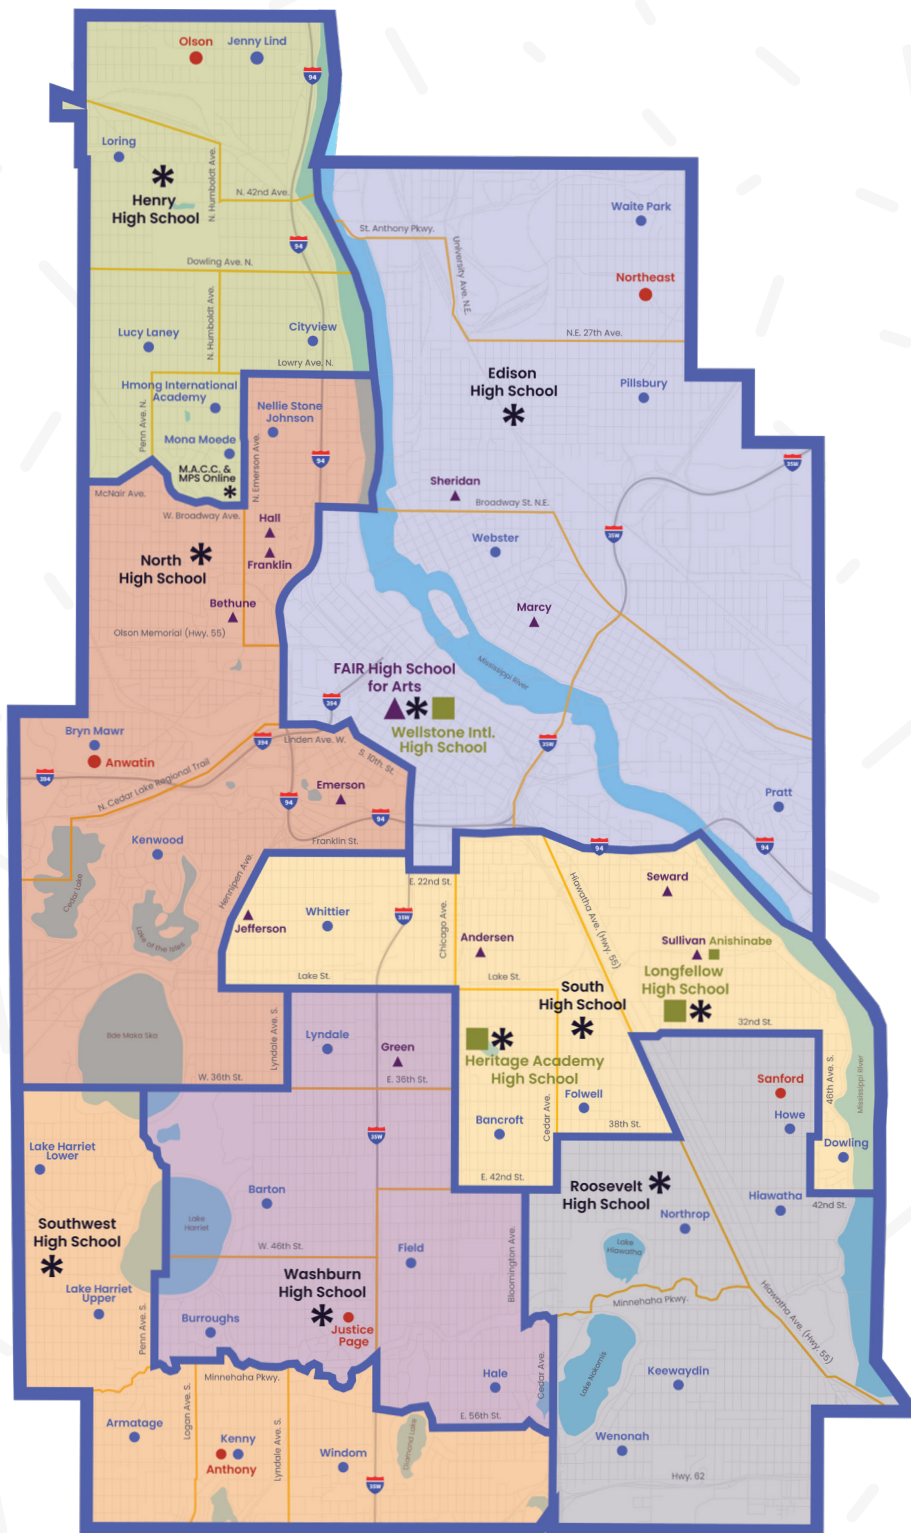 Olson
Jenny Lind
94
Loring
Henry
High School
N. Humboldt Ave.
N. 42nd Ave.
94
Waite Park
St. Anthony Pkwy.
University Ave. N.E.
Northeast
Dowling Ave. N.
N. Humboldt Ave.
Lucy Laney
Cityview
N.E. 27th Ave.
Lowry Ave. N.
Edison
High School
Pillsbury
Hmong International
Academy
Penn Ave. N.
Nellie Stone
Johnson
Mona Moede
N. Emerson Ave.
M.A.C.C. &
MPS Online
94
35W
McNair Ave.
W. Broadway Ave.
Sheridan
Broadway St. N.E.
Hall
Franklin
Webster
35W
North
High School
Bethune
Marcy
Olson Memorial (Hwy. 55)
Mississippi River
FAIR High School
for Arts
94
Wellstone Intl.
High School
Bryn Mawr
Anwatin
394
Linden Ave. W.
S. 10th. St.
35W
394
N. Cedar Lake Regional Trail
Emerson
94
94
Pratt
Kenwood
Franklin St.
94
94
Cedar Lake
Lake of the Isles
Hennipen Ave.
E. 22nd St.
Hiawatha Ave. (Hwy. 55)
Seward
Jefferson
Whittier
35W
Chicago Ave.
Andersen
Sullivan
Anishinabe
Lake St.
Lake St.
Longfellow
High School
South
High School
32nd St.
Bde Maka Ska
Lyndale Ave. S.
Lyndale
Green
Heritage Academy
High School
W. 36th St.
E. 36th St.
Sanford
46th Ave. S.
Mississippi River
Folwell
Bancroft
Cedar Ave.
38th St.
Howe
35W
Dowling
Lake Harriet
Lower
E. 42nd St.
Barton
Roosevelt
High School
Hiawatha
42nd St.
Northrop
Lake
Harriet
Southwest
High School
W. 46th St.
Field
Bloomington Ave.
Lake
Hiawatha
Washburn
High School
Lake Harriet
Upper
Penn Ave. S.
Burroughs
Justice
Page
Minnehaha Pkwy.
Hiawatha Ave. (Hwy. 55)
Minnehaha Pkwy.
Hale
Cedar Ave.
Lake Nokomis
Keewaydin
Armatage
Logan Ave. S.
Lyndale Ave. S.
E. 56th St.
Kenny
Anthony
Windom
Diamond Lake
Wenonah
35W
Hwy. 62